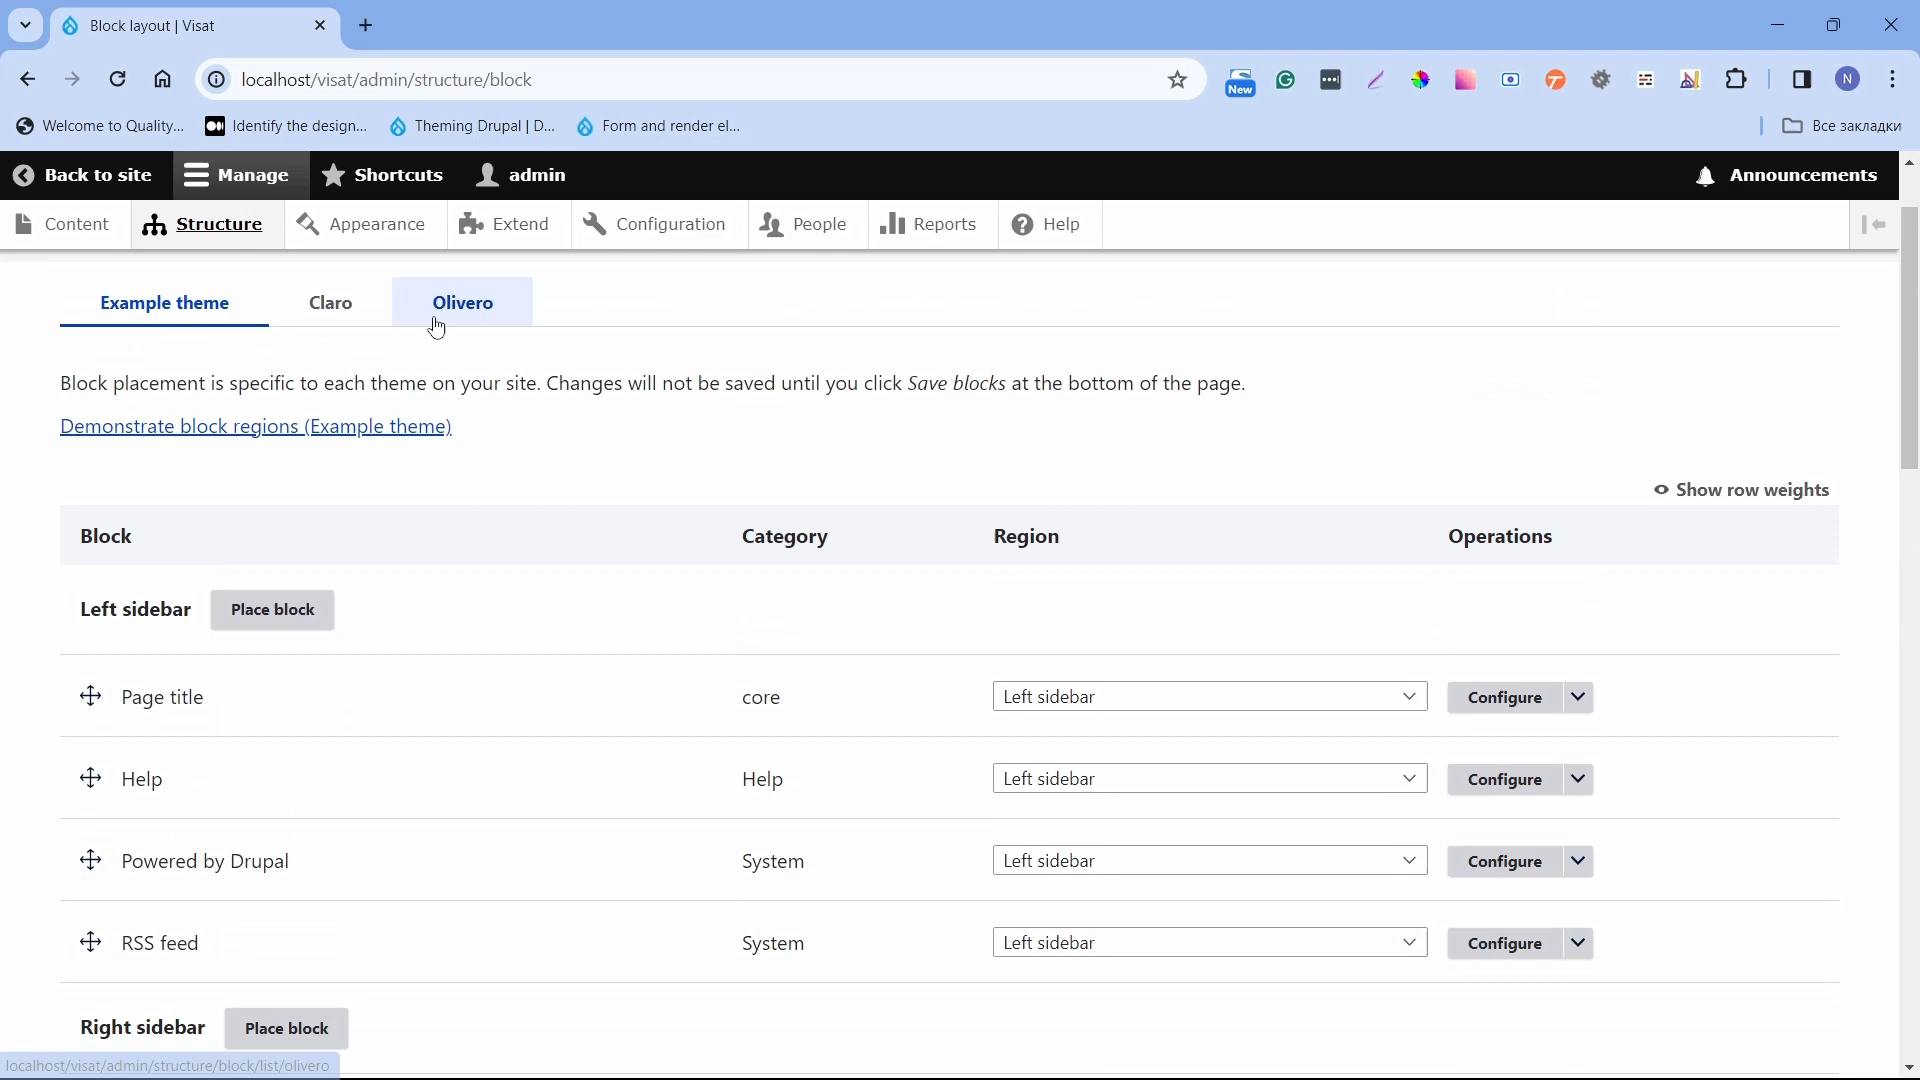 Block layout | Visat
localhost/visat/admin/structure/block
New
N
Welcome to Quality...
Identify the design...
Theming Drupal | D...
Form and render el...
Все закладки
Back to site
Manage
Shortcuts
admin
Announcements
Content
Structure
Appearance
Extend
Configuration
People
Reports
Help
Example theme
Claro
Olivero
Block placement is specific to each theme on your site. Changes will not be saved until you click Save blocks at the bottom of the page.
Demonstrate block regions (Example theme)
Show row weights
Block Category Region Operations
Left sidebar Place block
Page title core Left sidebar Configure
Help Help Left sidebar Configure
Powered by Drupal System Left sidebar Configure
RSS feed System Left sidebar Configure
Right sidebar Place block
localhost/visat/admin/structure/block/list/olivero